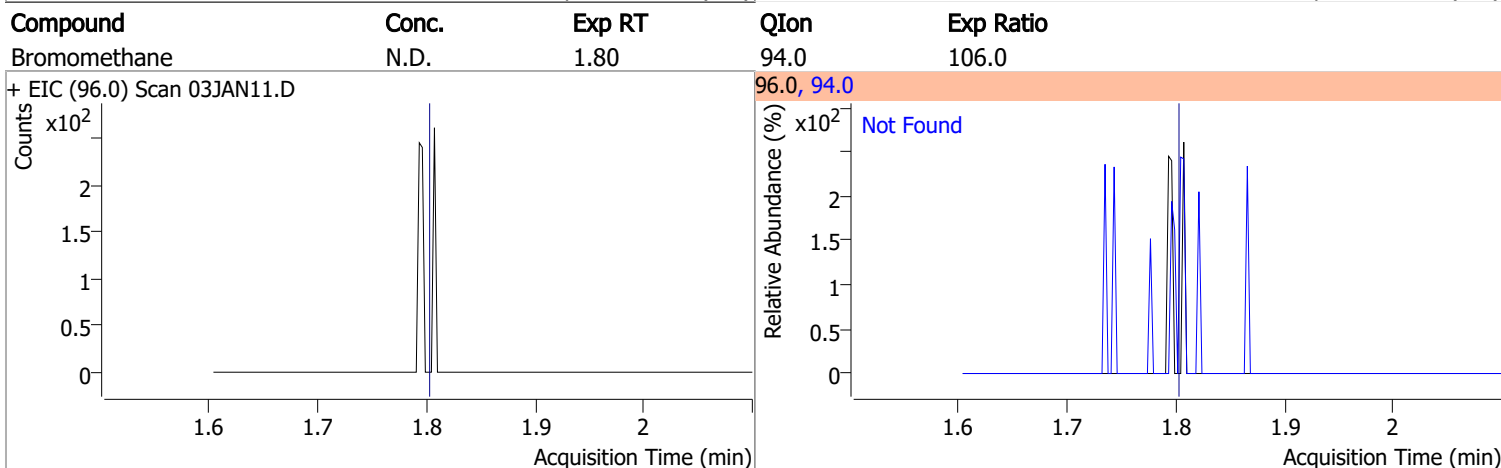 Compound Conc. Exp RT QIon Exp Ratio
Bromomethane N.D. 1.80 94.0 106.0
+ EIC (96.0) Scan 03JAN11.D
Counts
x10²
2
1.5
1
0.5
0
1.6 1.7 1.8 1.9 2
Acquisition Time (min)
96.0, 94.0
Relative Abundance (%)
x10²
Not Found
2
1.5
1
0.5
0
1.6 1.7 1.8 1.9 2
Acquisition Time (min)